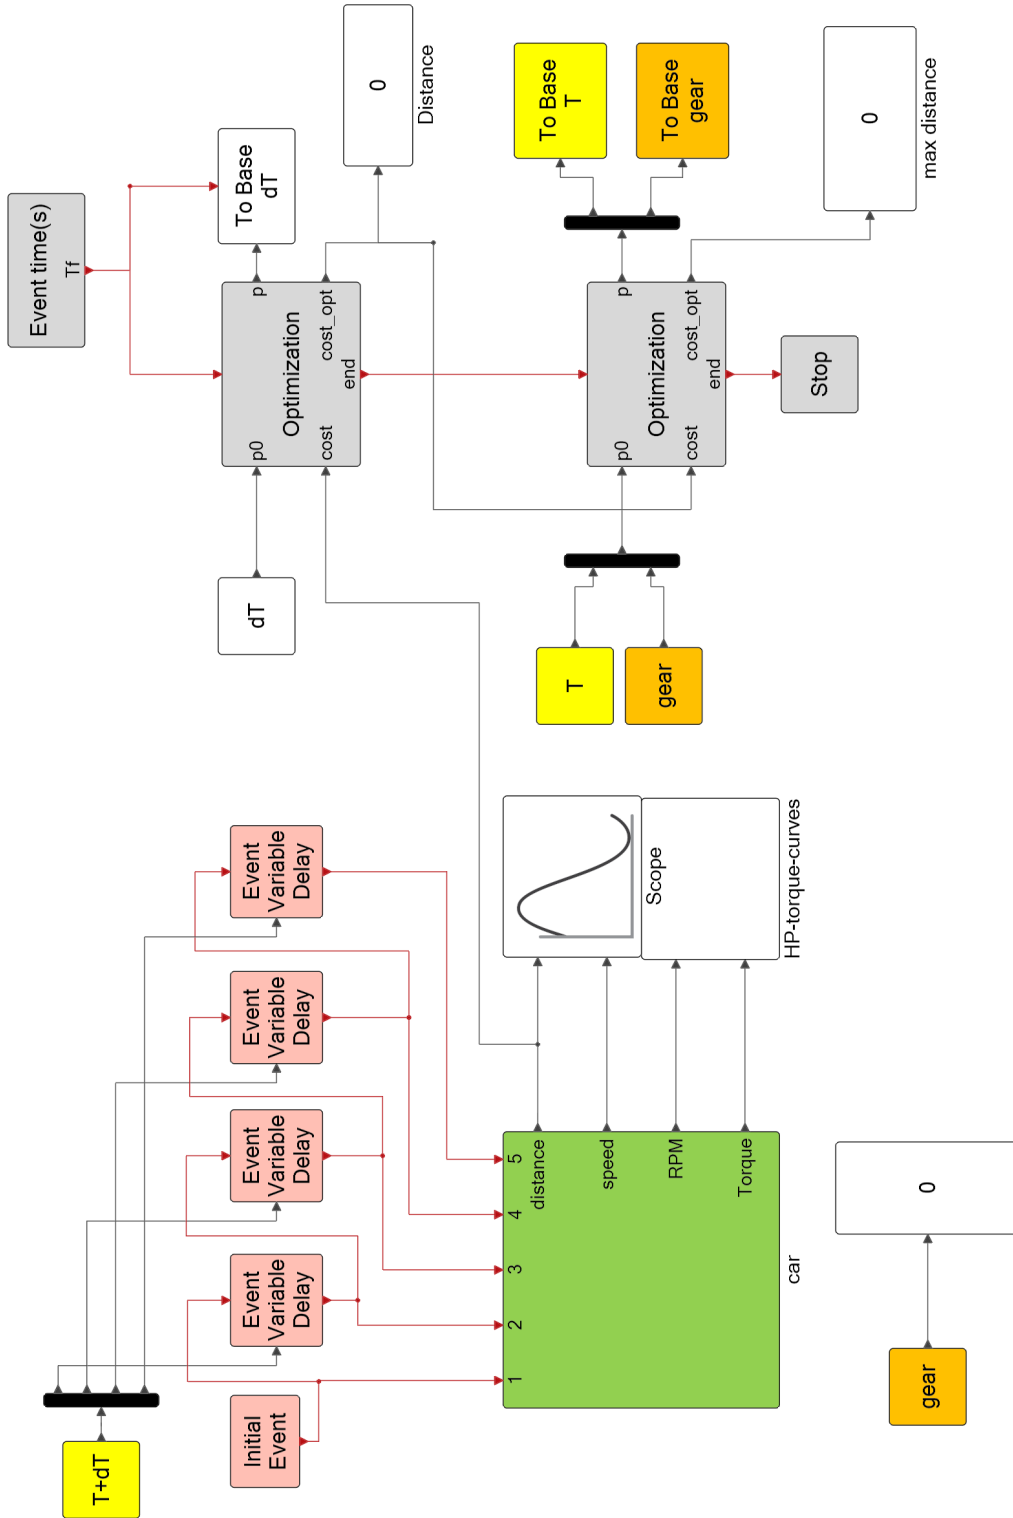 T+dT
Event time(s)
Tf
Initial
Event
Event
Variable
Delay
Event
Variable
Delay
Event
Variable
Delay
Event
Variable
Delay
dT
p0
p
Optimization
cost
cost_opt
end
To Base
dT
0
Distance
1
2
3
4
5
distance
speed
RPM
Torque
car
Scope
HP-torque-curves
T
gear
p0
p
Optimization
cost
cost_opt
end
To Base
T
To Base
gear
Stop
0
max distance
gear
0